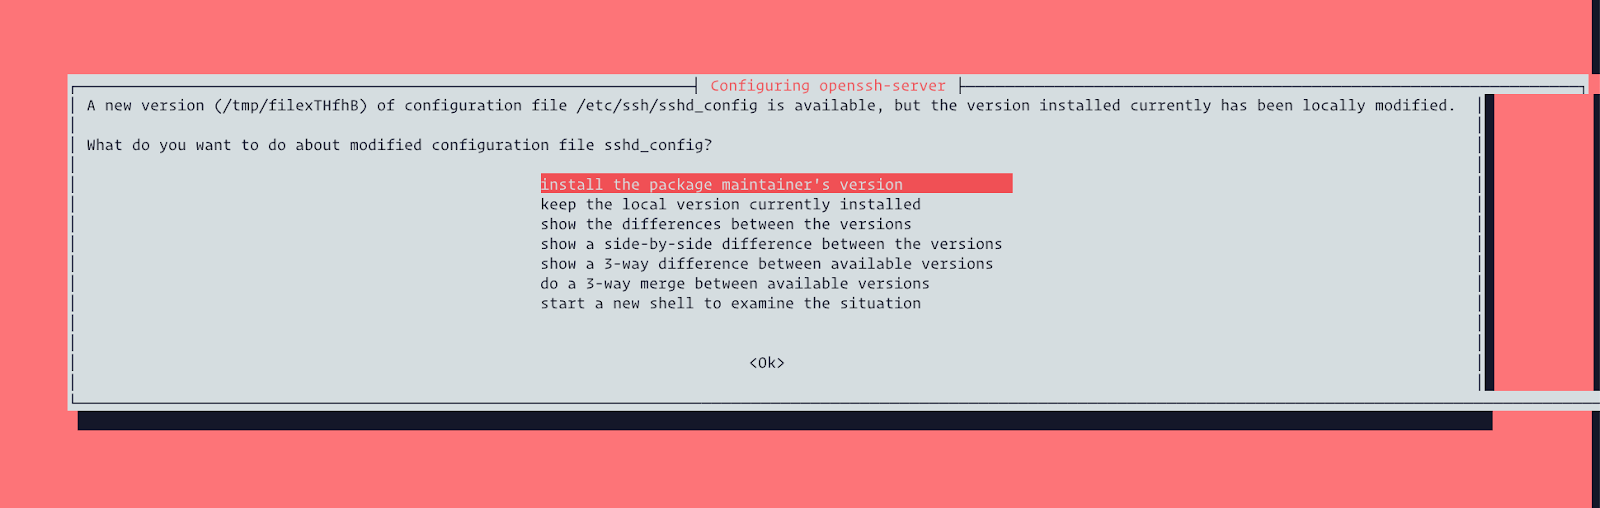 Configuring openssh-server
A new version (/tmp/filexTHfhB) of configuration file /etc/ssh/sshd_config is available, but the version installed currently has been locally modified.
What do you want to do about modified configuration file sshd_config?
install the package maintainer's version
keep the local version currently installed
show the differences between the versions
show a side-by-side difference between the versions
show a 3-way difference between available versions
do a 3-way merge between available versions
start a new shell to examine the situation
<Ok>